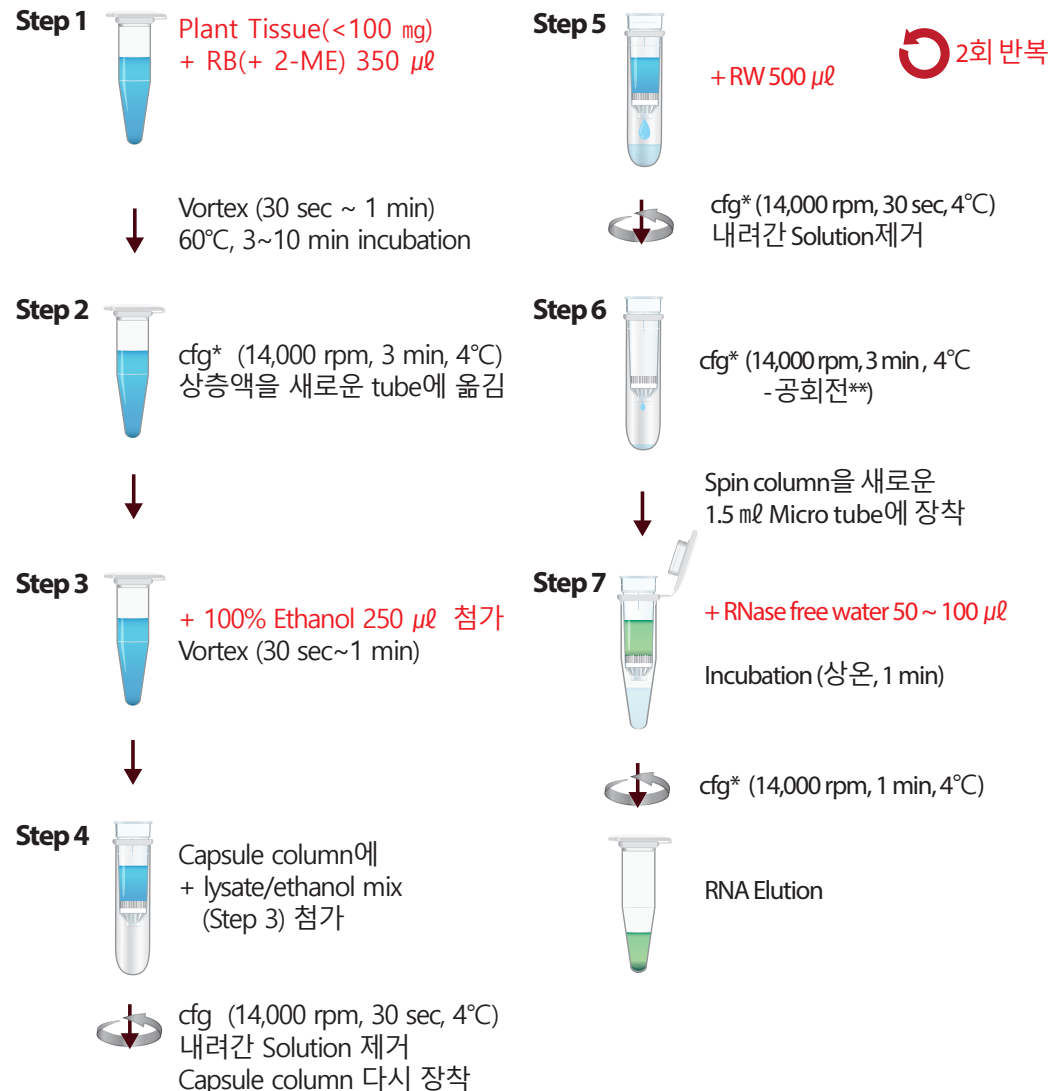 Step 1
Plant Tissue(<100 ㎎)
+ RB(+ 2-ME) 350 ㎕
Vortex (30 sec ~ 1 min)
60℃, 3~10 min incubation
Step 2
cfg* (14,000 rpm, 3 min, 4℃)
상층액을 새로운 tube에 옮김
Step 3
+ 100% Ethanol 250 ㎕ 첨가
Vortex (30 sec~1 min)
Step 4
Capsule column에
+ lysate/ethanol mix
(Step 3) 첨가
cfg (14,000 rpm, 30 sec, 4℃)
내려간 Solution 제거
Capsule column 다시 장착
Step 5
+ RW 500 ㎕
2회 반복
cfg* (14,000 rpm, 30 sec, 4℃)
내려간 Solution제거
Step 6
cfg* (14,000 rpm, 3 min , 4℃
-공회전**)
Spin column을 새로운
1.5 ㎖ Micro tube에 장착
Step 7
+ RNase free water 50 ~ 100 ㎕
Incubation (상온, 1 min)
cfg* (14,000 rpm, 1 min, 4℃)
RNA Elution